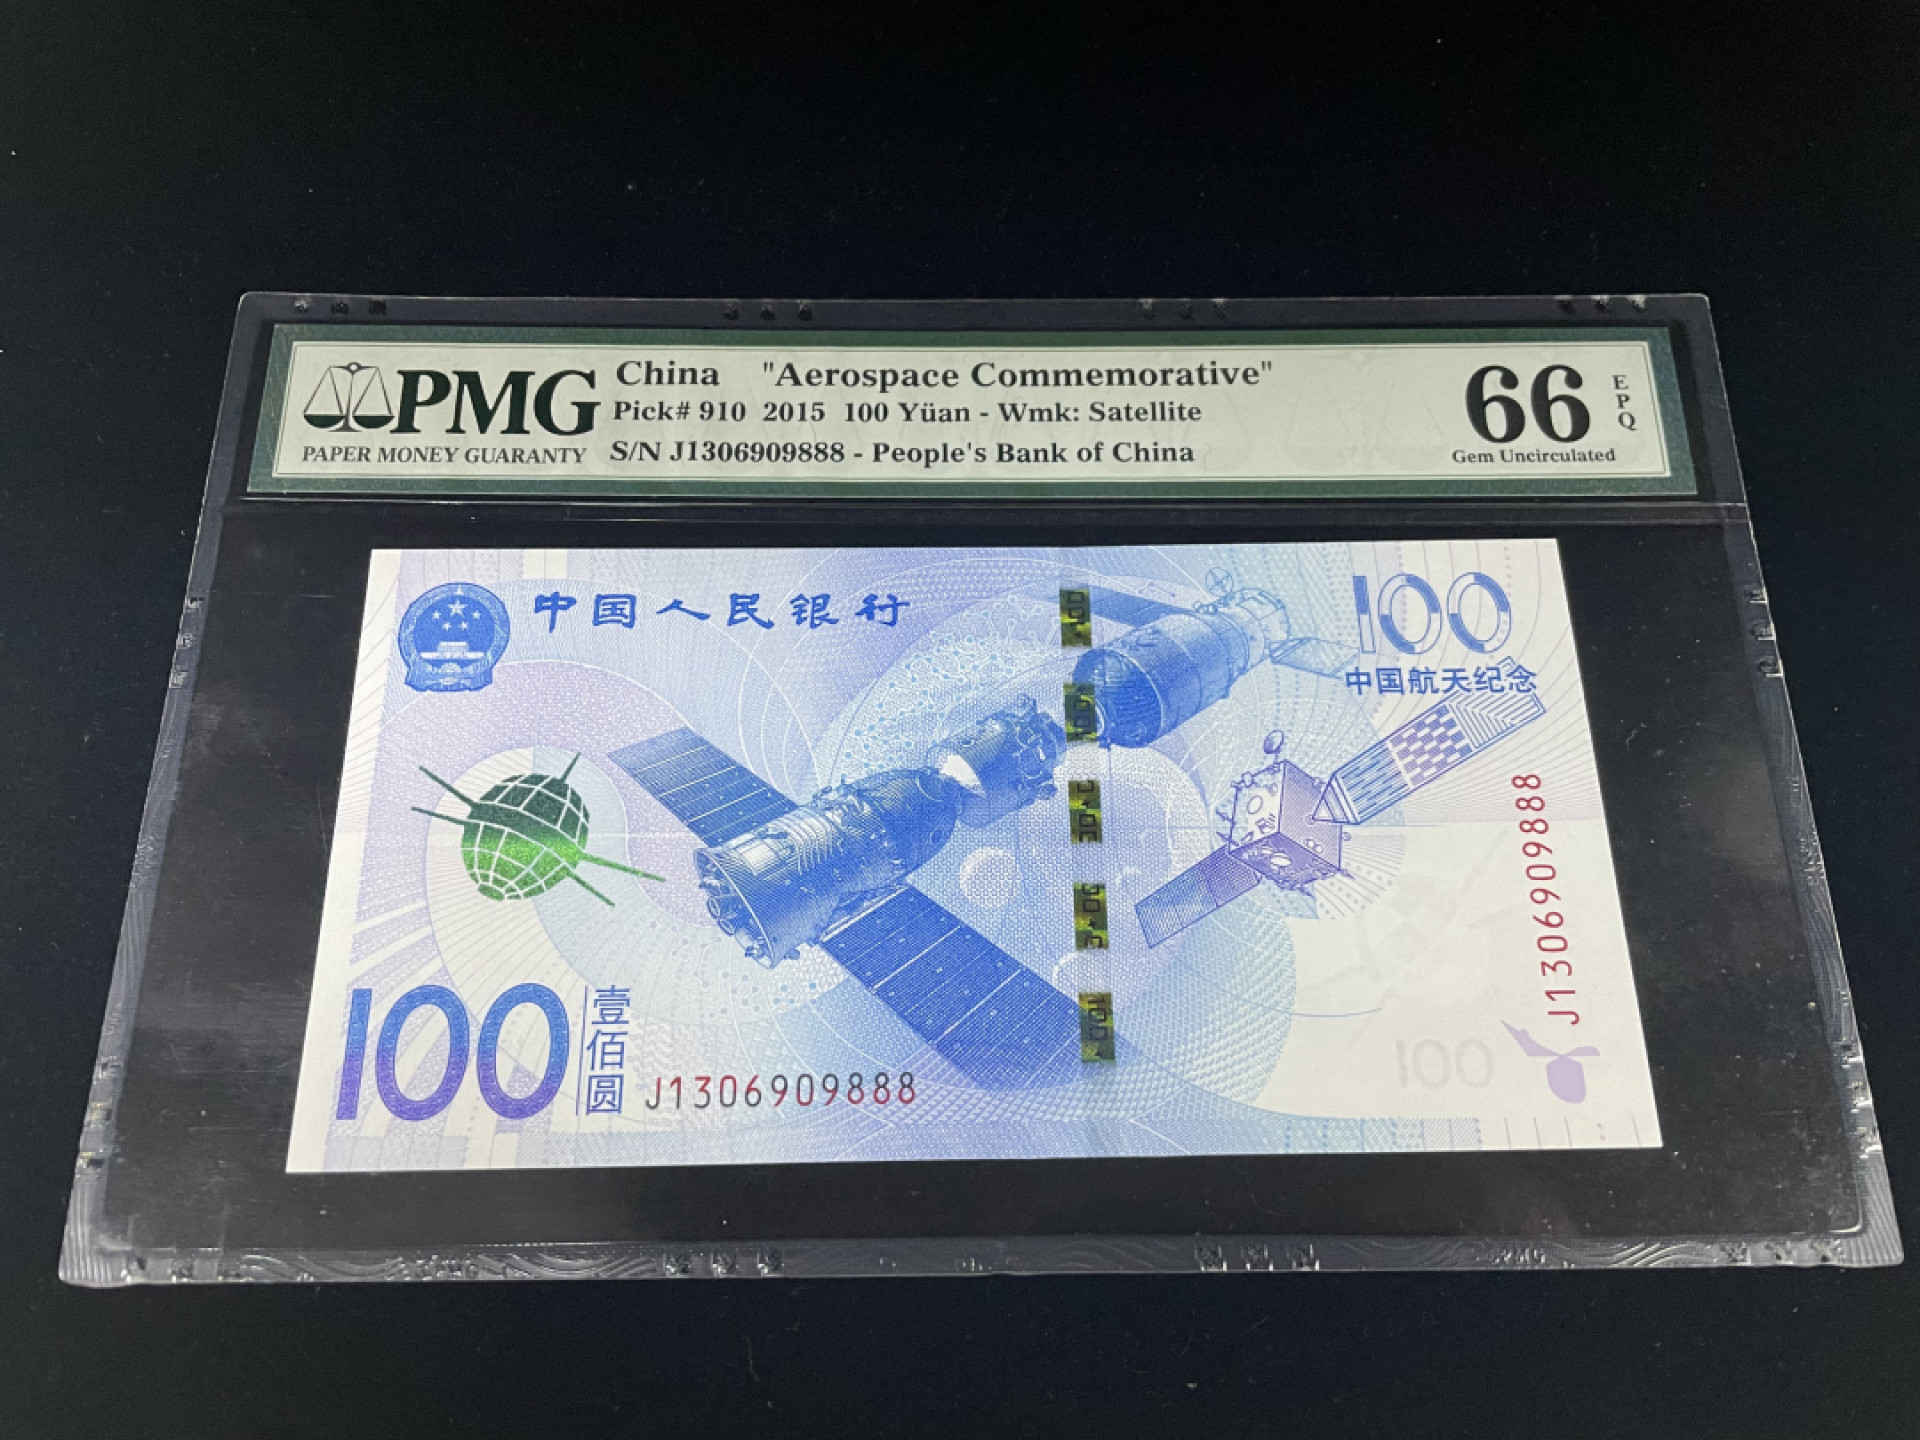 PMG
PAPER MONEY GUARANTY
China "Aerospace Commemorative"
Pick# 910 2015 100 Yüan - Wmk: Satellite
S/N J1306909888 - People's Bank of China
66
EPQ
Gem Uncirculated
中国人民银行
100
中国航天纪念
J1306909888
100
壹佰圆
J1306909888
100